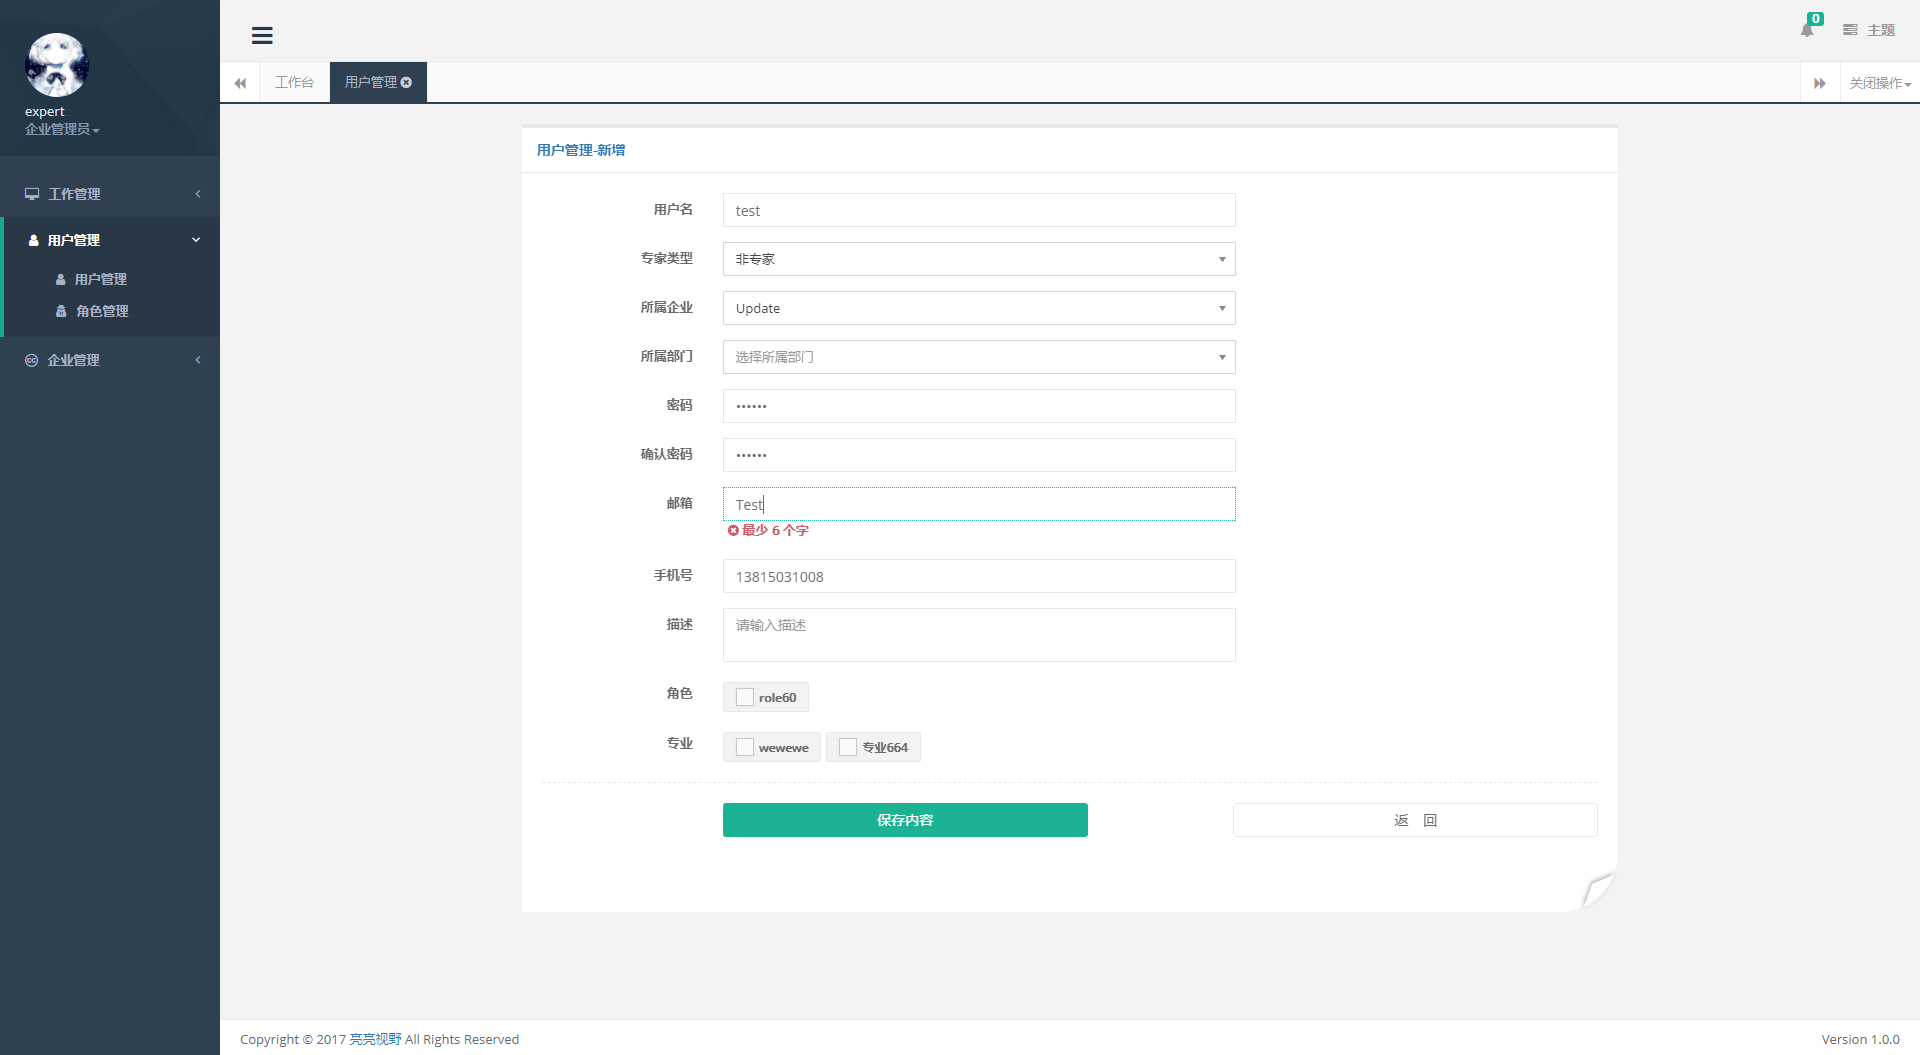 expert
企业管理员
工作管理
用户管理
用户管理
角色管理
企业管理
0
主题
工作台
用户管理
关闭操作
用户管理-新增
用户名
test
专家类型
非专家
所属企业
Update
所属部门
选择所属部门
密码
••••••
确认密码
••••••
邮箱
Test
最少 6 个字
手机号
13815031008
描述
请输入描述
角色
role60
专业
wewewe
专业664
保存内容
返 回
Copyright © 2017 亮亮视野 All Rights Reserved
Version 1.0.0